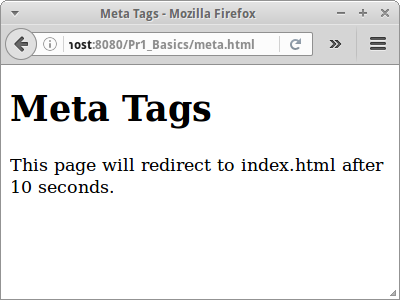 Meta Tags - Mozilla Firefox
host:8080/Pr1_Basics/meta.html
Meta Tags
This page will redirect to index.html after
10 seconds.